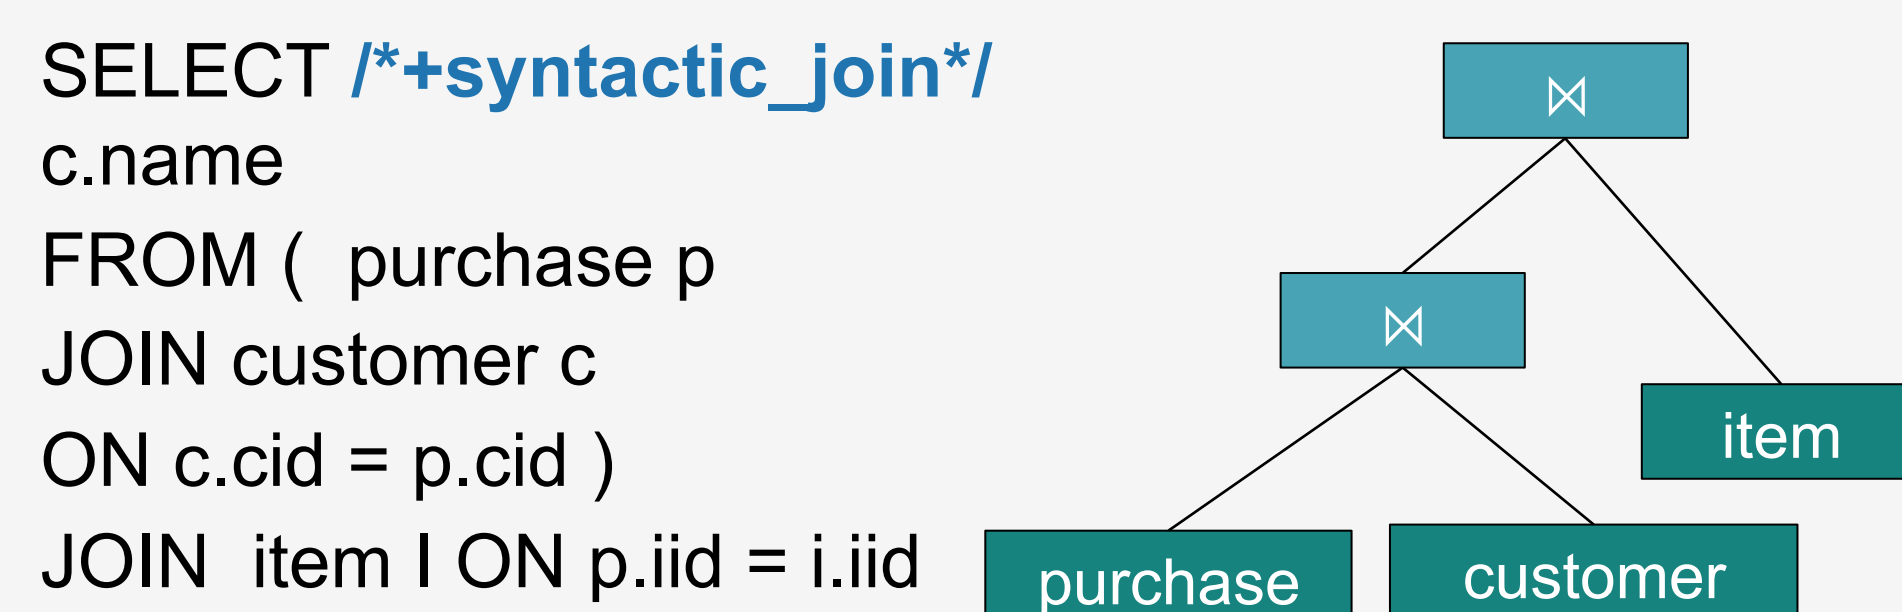 SELECT /*+syntactic_join*/
c.name
FROM ( purchase p
JOIN customer c
ON c.cid = p.cid )
JOIN item I ON p.iid = i.iid
⋈
⋈
item
purchase
customer